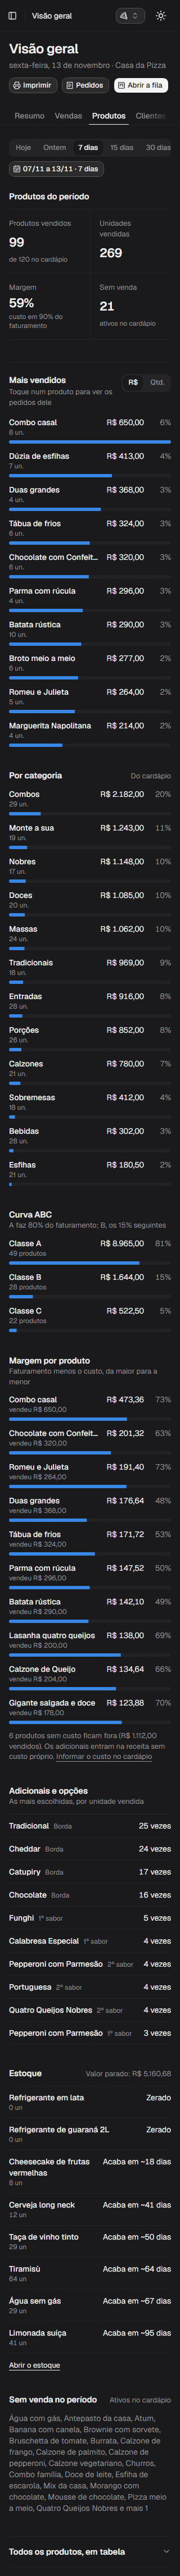 Visão geral
Visão geral
sexta-feira, 13 de novembro · Casa da Pizza
Imprimir
Pedidos
Abrir a fila
Resumo Vendas Produtos Clientes
Hoje Ontem 7 dias 15 dias 30 dias
07/11 a 13/11 · 7 dias
Produtos do período
Produtos vendidos
99
de 120 no cardápio
Unidades
vendidas
269
Margem
59%
custo em 90% do
faturamento
4 un.
Sem venda
21
ativos no cardápio
Mais vendidos
Toque num produto para ver os
pedidos dele
R$ Qtd.
Combo casal R$ 650,00 6%
8 un.
Dúzia de esfihas R$ 413,00 4%
7 un.
Duas grandes R$ 368,00 3%
4 un.
Tábua de frios R$ 324,00 3%
6 un.
Chocolate com Confeit... R$ 320,00 3%
6 un.
Parma com rúcula R$ 296,00 3%
4 un.
Batata rústica R$ 290,00 3%
10 un.
Broto meio a meio R$ 277,00 2%
6 un.
Romeu e Julieta R$ 264,00 2%
5 un.
Marguerita Napolitana R$ 214,00 2%
4 un.
Por categoria Do cardápio
Combos R$ 2.182,00 20%
29 un.
Monte a sua R$ 1.243,00 11%
19 un.
Nobres R$ 1.148,00 10%
17 un.
Doces R$ 1.085,00 10%
20 un.
Massas R$ 1.062,00 10%
24 un.
Tradicionais R$ 969,00 9%
18 un.
Entradas R$ 916,00 8%
28 un.
Porções R$ 852,00 8%
26 un.
Calzones R$ 780,00 7%
21 un.
Sobremesas R$ 412,00 4%
18 un.
Bebidas R$ 302,00 3%
28 un.
Esfihas R$ 180,50 2%
21 un.
Curva ABC
A faz 80% do faturamento; B, os 15% seguintes
Classe A R$ 8.965,00 81%
49 produtos
Classe B R$ 1.644,00 15%
28 produtos
Classe C R$ 522,50 5%
22 produtos
Margem por produto
Faturamento menos o custo, da maior para a
menor
Combo casal R$ 473,36 73%
vendeu R$ 650,00
Chocolate com Confeit... R$ 201,32 63%
vendeu R$ 320,00
Romeu e Julieta R$ 191,40 73%
vendeu R$ 264,00
Duas grandes R$ 176,64 48%
vendeu R$ 368,00
Tábua de frios R$ 171,72 53%
vendeu R$ 324,00
Parma com rúcula R$ 147,52 50%
vendeu R$ 296,00
Batata rústica R$ 142,10 49%
vendeu R$ 290,00
Lasanha quatro queijos R$ 138,00 69%
vendeu R$ 200,00
Calzone de Queijo R$ 134,64 66%
vendeu R$ 204,00
Gigante salgada e doce R$ 123,88 70%
vendeu R$ 178,00
6 produtos sem custo ficam fora (R$ 1.112,00
vendidos). Os adicionais entram na receita sem
custo próprio. Informar o custo no cardápio
Adicionais e opções
As mais escolhidas, por unidade vendida
Tradicional Borda 25 vezes
Cheddar Borda 24 vezes
Catupiry Borda 17 vezes
Chocolate Borda 16 vezes
Funghi 1º sabor 5 vezes
Calabresa Especial 1º sabor 4 vezes
Pepperoni com Parmesão 2º sabor 4 vezes
Portuguesa 2º sabor 4 vezes
Quatro Queijos Nobres 2º sabor 4 vezes
Pepperoni com Parmesão 1º sabor 3 vezes
Estoque Valor parado: R$ 5.160,68
Refrigerante em lata Zerado
0 un
Refrigerante de guaraná 2L Zerado
0 un
Cheesecake de frutas Acaba em ~18 dias
vermelhas
8 un
Cerveja long neck Acaba em ~41 dias
12 un
Taça de vinho tinto Acaba em ~50 dias
29 un
Tiramisù Acaba em ~64 dias
64 un
Água sem gás Acaba em ~67 dias
29 un
Limonada suíça Acaba em ~95 dias
41 un
Abrir o estoque
Sem venda no período Ativos no cardápio
Água com gás, Antepasto da casa, Atum,
Banana com canela, Brownie com sorvete,
Bruschetta de tomate, Burrata, Calzone de
frango, Calzone de palmito, Calzone de
pepperoni, Calzone vegetariano, Churros,
Combo família, Doce de leite, Esfiha de
escarola, Mix da casa, Morango com
chocolate, Mousse de chocolate, Pizza meio
a meio, Quatro Queijos Nobres e mais 1
Todos os produtos, em tabela